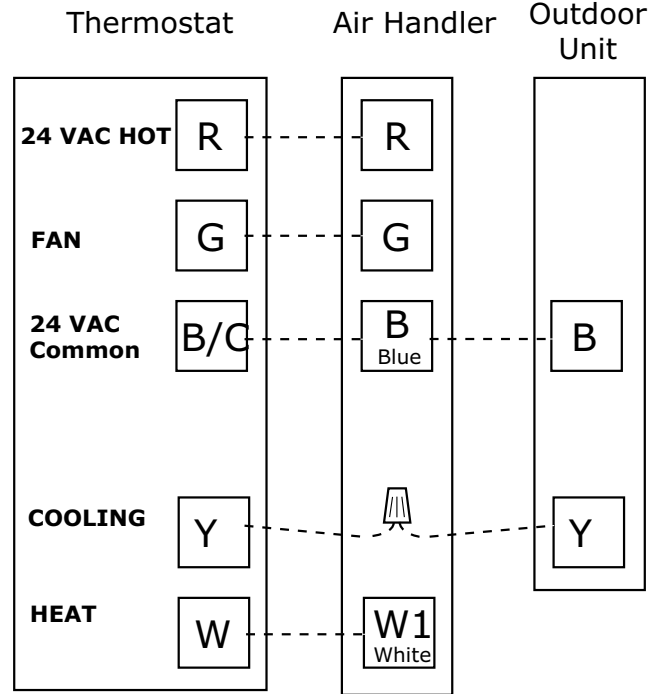 Thermostat
Air Handler
Outdoor
Unit
24 VAC HOT
R
R
FAN
G
G
24 VAC
Common
B/C
B
Blue
B
COOLING
Y
Y
HEAT
W
W1
White